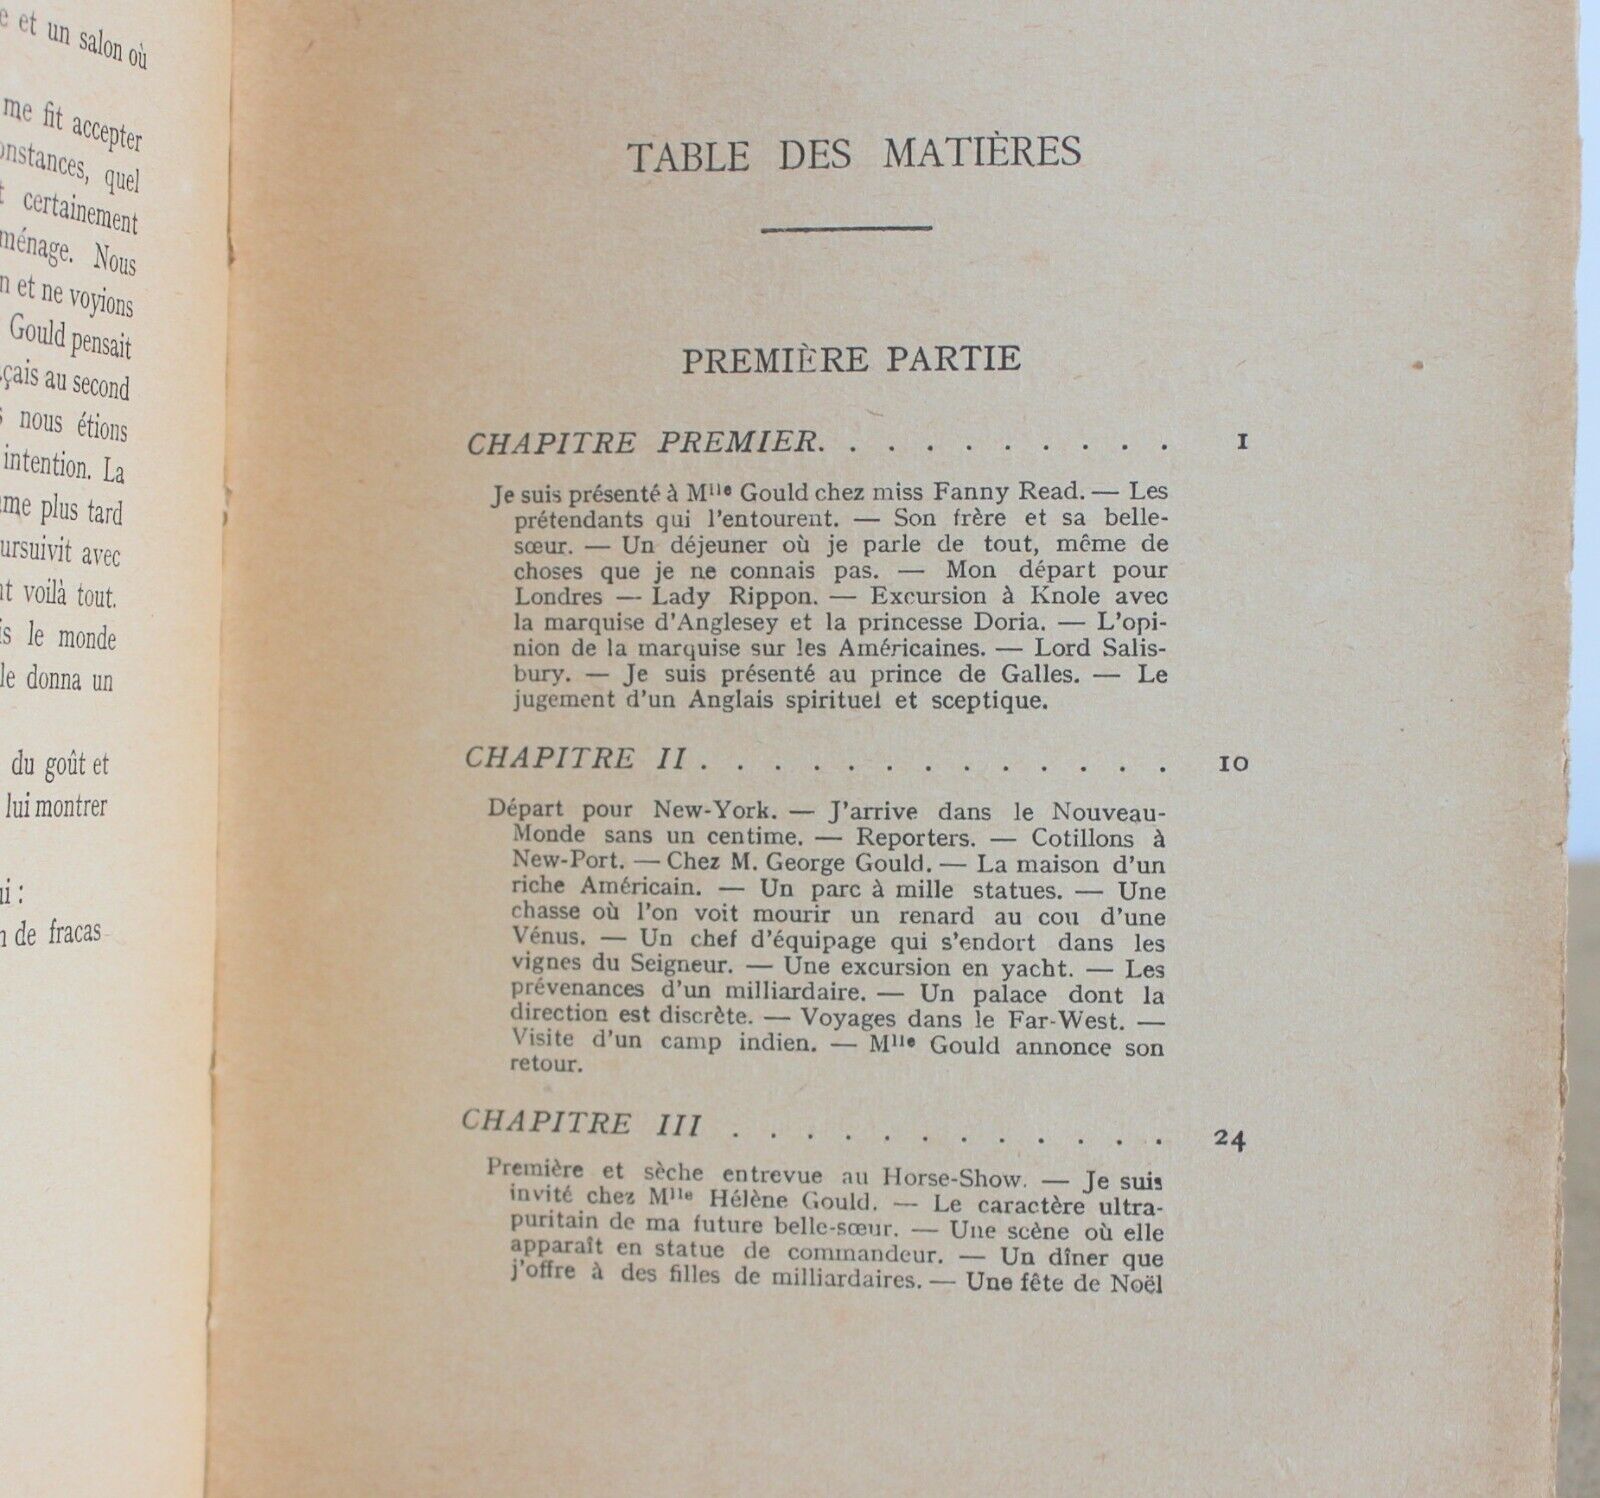 et un salon où
me fit accepter
quel
certainement
ménage. Nous
et ne voyions
Gould pensait
au second
nous étions
intention. La
plus tard
avec
voilà tout.
le monde
donna un
du goût et
lui montrer
:
de fracas
TABLE DES MATIÈRES
PREMIÈRE PARTIE
CHAPITRE PREMIER. . . . . . . . . . 1
Je suis présenté à Mlle Gould chez miss Fanny Read. — Les
prétendants qui l'entourent. — Son frère et sa belle-
sœur. — Un déjeuner où je parle de tout, même de
choses que je ne connais pas. — Mon départ pour
Londres — Lady Rippon. — Excursion à Knole avec
la marquise d'Anglesey et la princesse Doria. — L'opi-
nion de la marquise sur les Américaines. — Lord Salis-
bury. — Je suis présenté au prince de Galles. — Le
jugement d'un Anglais spirituel et sceptique.
CHAPITRE II . . . . . . . . . . . . . 10
Départ pour New-York. — J'arrive dans le Nouveau-
Monde sans un centime. — Reporters. — Cotillons à
New-Port. — Chez M. George Gould. — La maison d'un
riche Américain. — Un parc à mille statues. — Une
chasse où l'on voit mourir un renard au cou d'une
Vénus. — Un chef d'équipage qui s'endort dans les
vignes du Seigneur. — Une excursion en yacht. — Les
prévenances d'un milliardaire. — Un palace dont la
direction est discrète. — Voyages dans le Far-West. —
Visite d'un camp indien. — Mlle Gould annonce son
retour.
CHAPITRE III . . . . . . . . . . . . 24
Première et sèche entrevue au Horse-Show. — Je suis
invité chez Mlle Hélène Gould. — Le caractère ultra-
puritain de ma future belle-sœur. — Une scène où elle
apparaît en statue de commandeur. — Un dîner que
j'offre à des filles de milliardaires. — Une fête de Noël